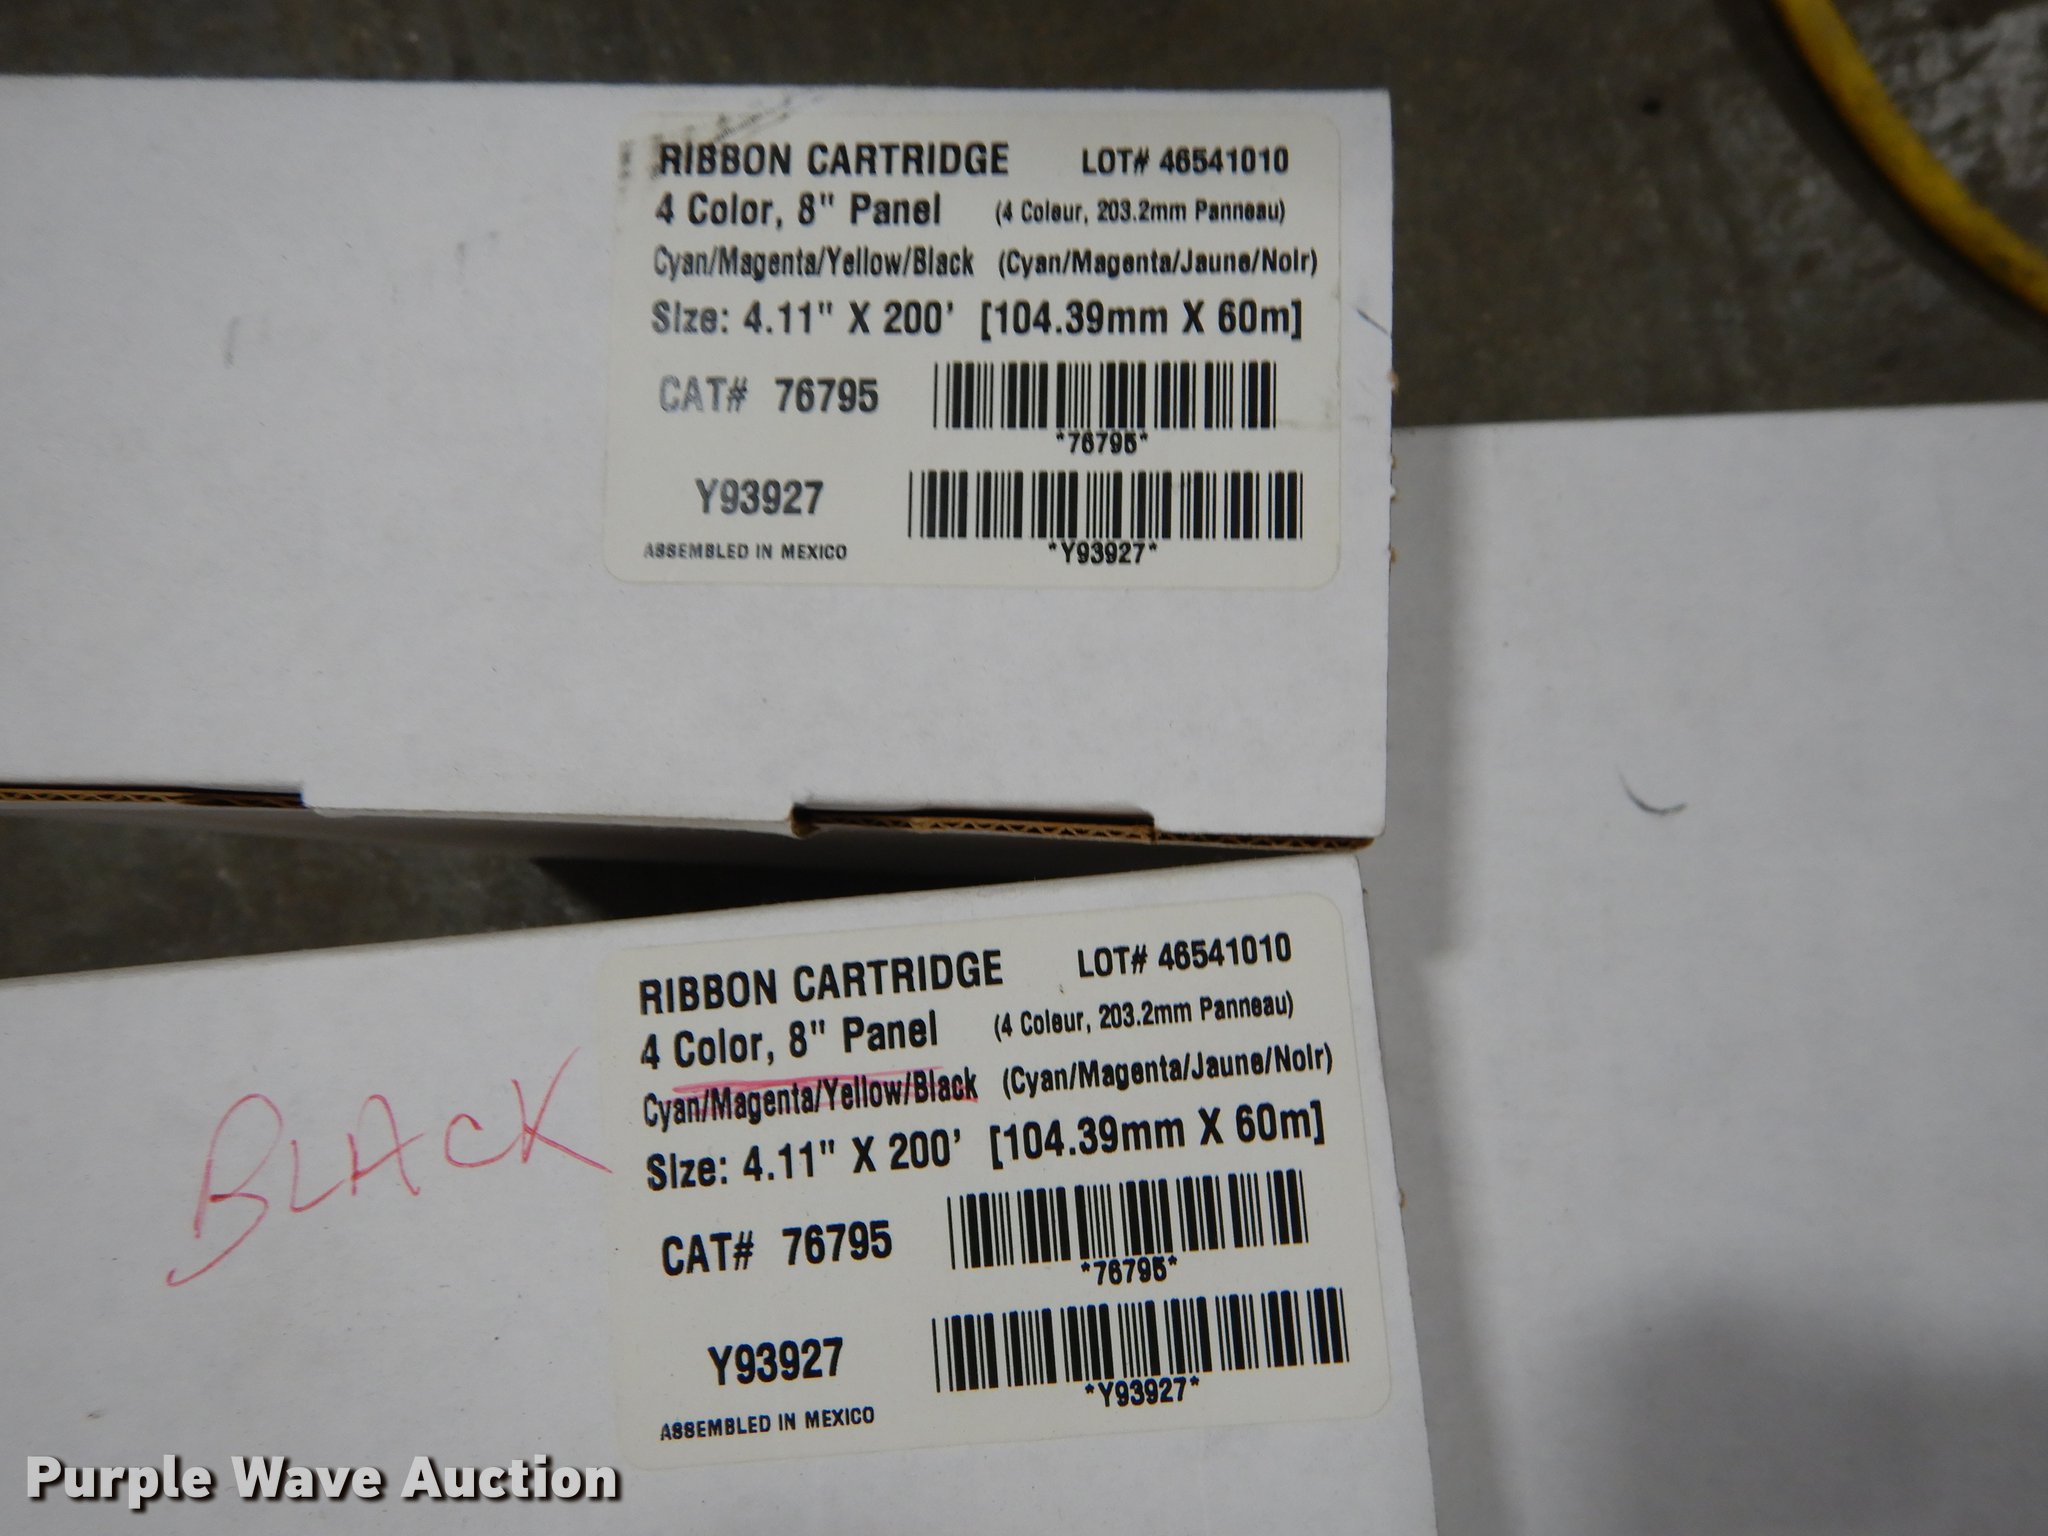 RIBBON CARTRIDGE LOT# 46541010
4 Color, 8" Panel (4 Coleur, 203.2mm Panneau)
Cyan/Magenta/Yellow/Black (Cyan/Magenta/Jaune/Noir)
Size: 4.11" X 200' [104.39mm X 60m]
CAT# 76795
*76795*
Y93927
*Y93927*
ASSEMBLED IN MEXICO
RIBBON CARTRIDGE LOT# 46541010
4 Color, 8" Panel (4 Coleur, 203.2mm Panneau)
Cyan/Magenta/Yellow/Black (Cyan/Magenta/Jaune/Noir)
Size: 4.11" X 200' [104.39mm X 60m]
BLACK
CAT# 76795
*76795*
Y93927
*Y93927*
ASSEMBLED IN MEXICO
Purple Wave Auction